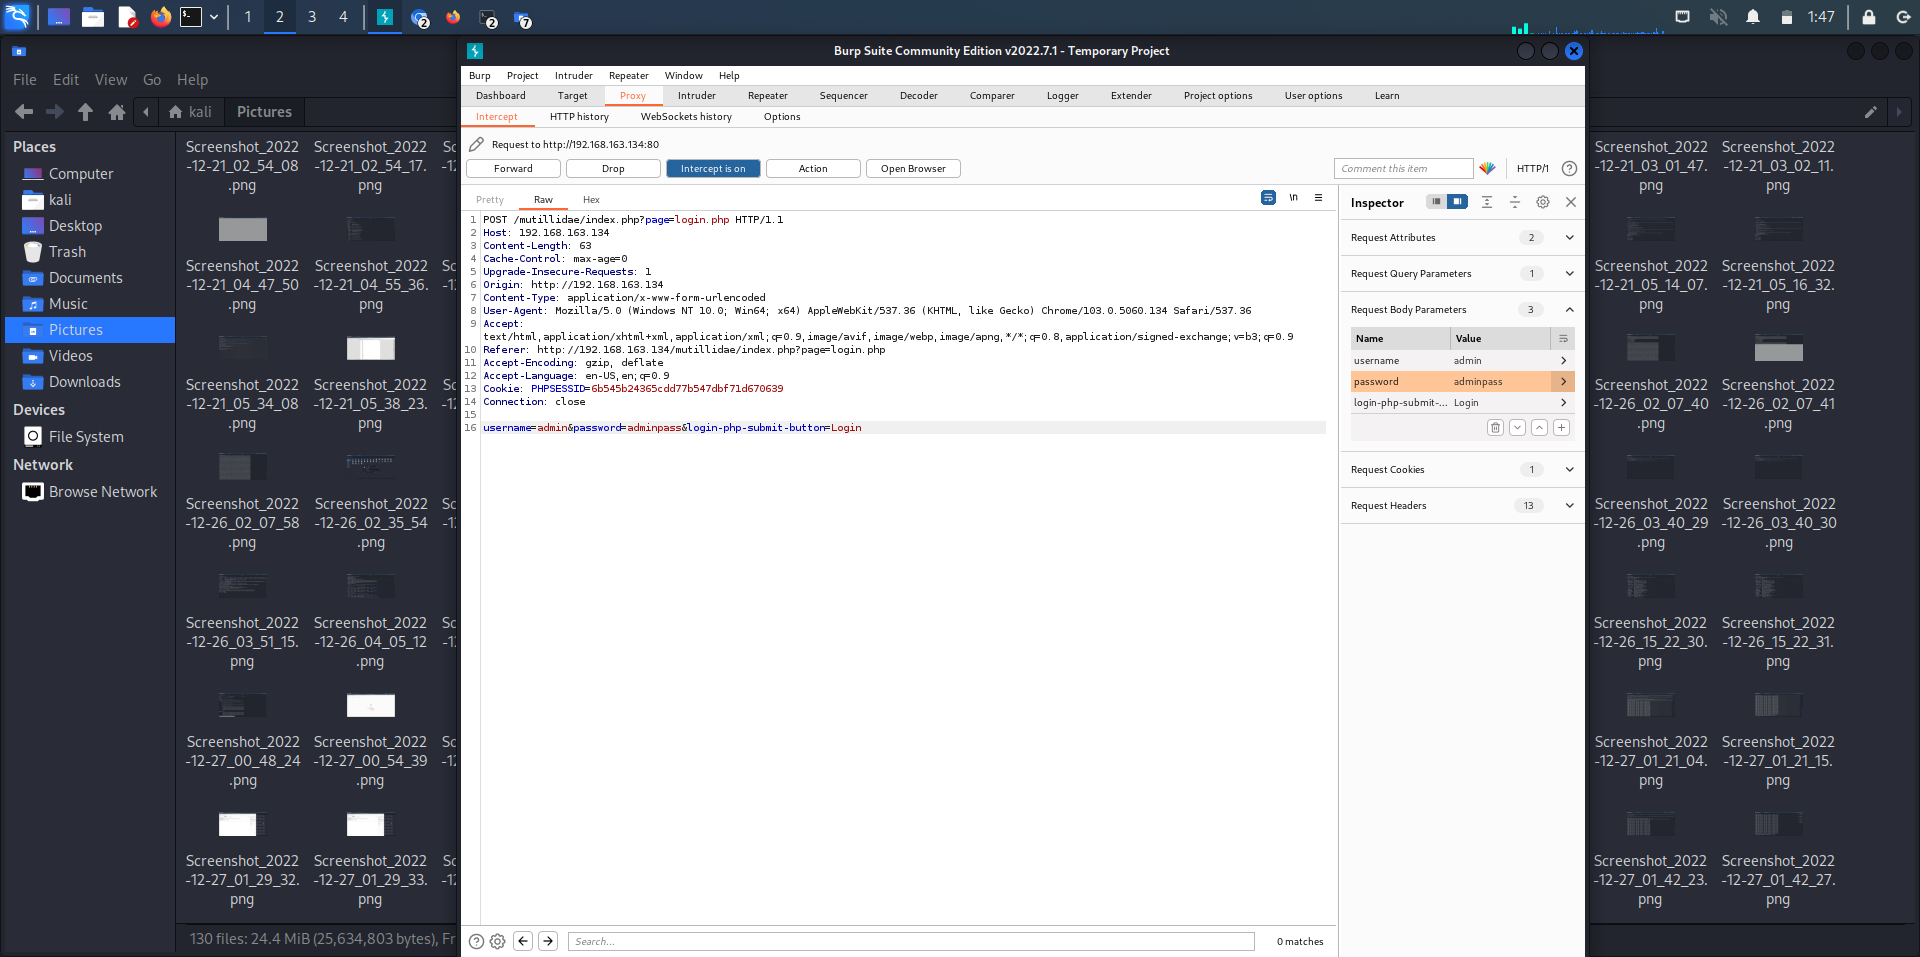 1 2 3 4 2 2 7 1:47
Burp Suite Community Edition v2022.7.1 - Temporary Project
File Edit View Go Help
kali Pictures
Places
Computer
kali
Desktop
Trash
Documents
Music
Pictures
Videos
Downloads
Devices
File System
Network
Browse Network
Screenshot_2022
-12-21_02_54_08
.png
Screenshot_2022
-12-21_02_54_17.
png
Screenshot_2022
-12-21_04_47_50
.png
Screenshot_2022
-12-21_04_55_36.
png
Screenshot_2022
-12-21_05_34_08
.png
Screenshot_2022
-12-21_05_38_23.
png
Screenshot_2022
-12-26_02_07_58
.png
Screenshot_2022
-12-26_02_35_54
.png
Screenshot_2022
-12-26_03_51_15.
png
Screenshot_2022
-12-26_04_05_12
.png
Screenshot_2022
-12-27_00_48_24
.png
Screenshot_2022
-12-27_00_54_39
.png
Screenshot_2022
-12-27_01_29_32.
png
Screenshot_2022
-12-27_01_29_33.
png
130 files: 24.4 MiB (25,634,803 bytes), Fr
Burp Project Intruder Repeater Window Help
Dashboard Target Proxy Intruder Repeater Sequencer Decoder Comparer Logger Extender Project options User options Learn
Intercept HTTP history WebSockets history Options
Request to http://192.168.163.134:80
Forward Drop Intercept is on Action Open Browser Comment this item HTTP/1 ?
Pretty Raw Hex \n
1 POST /mutillidae/index.php?page=login.php HTTP/1.1
2 Host: 192.168.163.134
3 Content-Length: 63
4 Cache-Control: max-age=0
5 Upgrade-Insecure-Requests: 1
6 Origin: http://192.168.163.134
7 Content-Type: application/x-www-form-urlencoded
8 User-Agent: Mozilla/5.0 (Windows NT 10.0; Win64; x64) AppleWebKit/537.36 (KHTML, like Gecko) Chrome/103.0.5060.134 Safari/537.36
9 Accept:
text/html,application/xhtml+xml,application/xml;q=0.9,image/avif,image/webp,image/apng,*/*;q=0.8,application/signed-exchange;v=b3;q=0.9
10 Referer: http://192.168.163.134/mutillidae/index.php?page=login.php
11 Accept-Encoding: gzip, deflate
12 Accept-Language: en-US,en;q=0.9
13 Cookie: PHPSESSID=6b545b24365cdd77b547dbf71d670639
14 Connection: close
15
16 username=admin&password=adminpass&login-php-submit-button=Login
? Search... 0 matches
Inspector
Request Attributes 2
Request Query Parameters 1
Request Body Parameters 3
Name Value
username admin
password adminpass
login-php-submit-... Login
Request Cookies 1
Request Headers 13
Screenshot_2022
-12-21_03_01_47.
png
Screenshot_2022
-12-21_03_02_11.
png
Screenshot_2022
-12-21_05_14_07.
png
Screenshot_2022
-12-21_05_16_32.
png
Screenshot_2022
-12-26_02_07_40
.png
Screenshot_2022
-12-26_02_07_41
.png
Screenshot_2022
-12-26_03_40_29
.png
Screenshot_2022
-12-26_03_40_30
.png
Screenshot_2022
-12-26_15_22_30.
png
Screenshot_2022
-12-26_15_22_31.
png
Screenshot_2022
-12-27_01_21_04.
png
Screenshot_2022
-12-27_01_21_15.
png
Screenshot_2022
-12-27_01_42_23.
png
Screenshot_2022
-12-27_01_42_27.
png